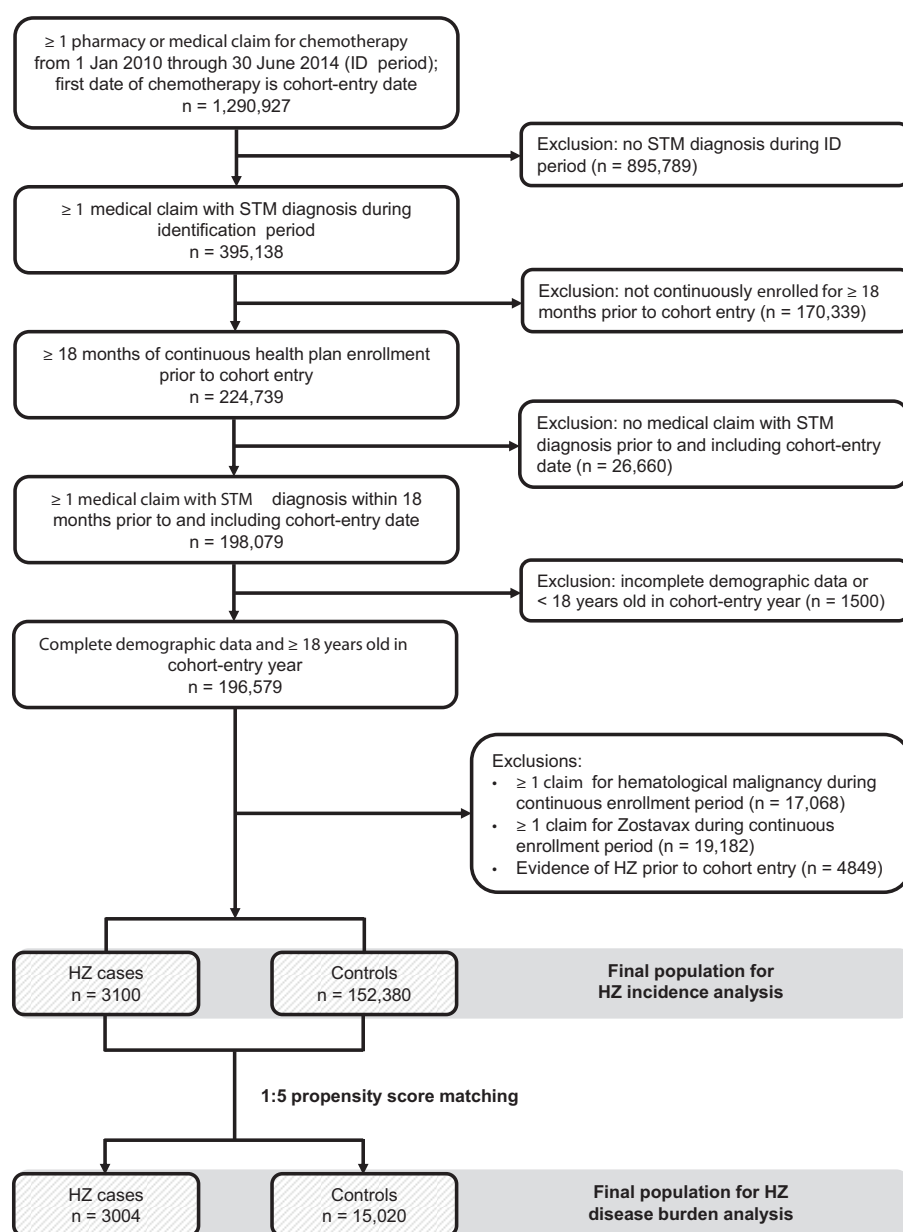 ≥ 1 pharmacy or medical claim for chemotherapy
from 1 Jan 2010 through 30 June 2014 (ID period);
first date of chemotherapy is cohort-entry date
n = 1,290,927
Exclusion: no STM diagnosis during ID
period (n = 895,789)
≥ 1 medical claim with STM diagnosis during
identification period
n = 395,138
Exclusion: not continuously enrolled for ≥ 18
months prior to cohort entry (n = 170,339)
≥ 18 months of continuous health plan enrollment
prior to cohort entry
n = 224,739
Exclusion: no medical claim with STM
diagnosis prior to and including cohort-entry
date (n = 26,660)
≥ 1 medical claim with STM diagnosis within 18
months prior to and including cohort-entry date
n = 198,079
Exclusion: incomplete demographic data or
< 18 years old in cohort-entry year (n = 1500)
Complete demographic data and ≥ 18 years old in
cohort-entry year
n = 196,579
Exclusions:
• ≥ 1 claim for hematological malignancy during
continuous enrollment period (n = 17,068)
• ≥ 1 claim for Zostavax during continuous
enrollment period (n = 19,182)
• Evidence of HZ prior to cohort entry (n = 4849)
HZ cases
n = 3100
Controls
n = 152,380
Final population for
HZ incidence analysis
1:5 propensity score matching
HZ cases
n = 3004
Controls
n = 15,020
Final population for HZ
disease burden analysis